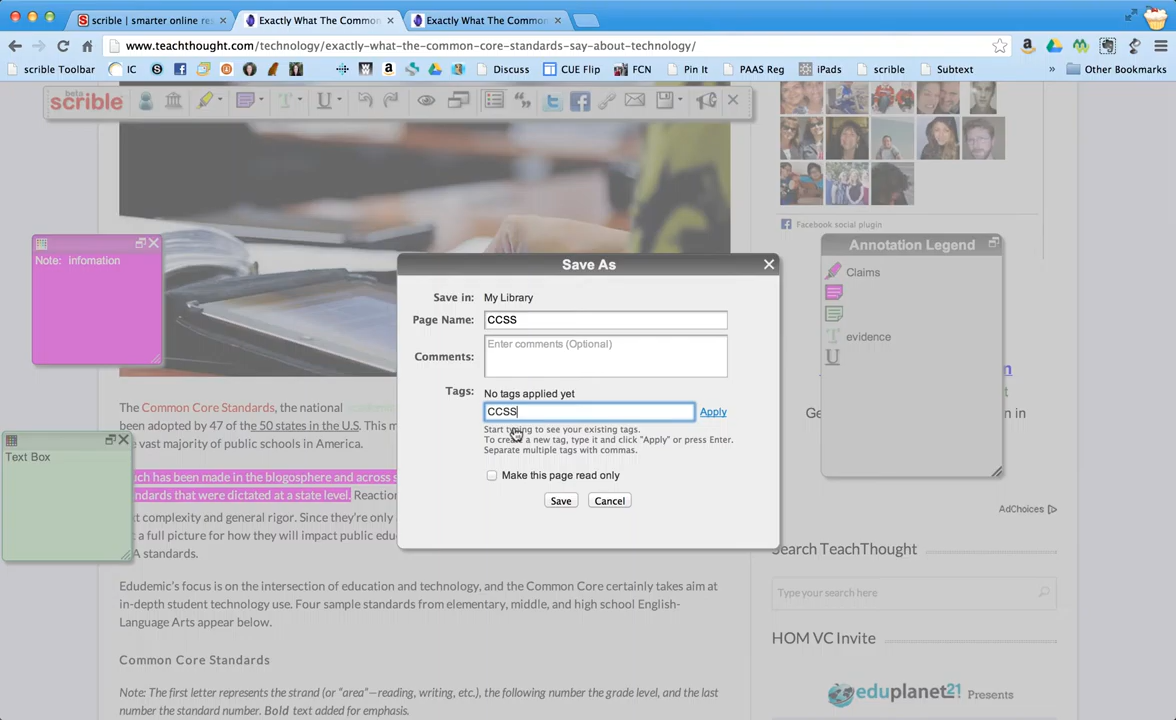 scrible | smarter online re
Exactly What The Common
Exactly What The Common
www.teachthought.com/technology/exactly-what-the-common-core-standards-say-about-technology/
scrible Toolbar
IC
Discuss
CUE Flip
FCN
Pin It
PAAS Reg
iPads
scrible
Subtext
»
Other Bookmarks
beta
scrible
Facebook social plugin
Annotation Legend
Claims
evidence
Note: infomation
Text Box
Save As
Save in: My Library
Page Name: CCSS
Comments: Enter comments (Optional)
Tags: No tags applied yet
CCSS
Apply
Start typing to see your existing tags.
To create a new tag, type it and click "Apply" or press Enter.
Separate multiple tags with commas.
Make this page read only
Save
Cancel
The Common Core Standards, the national
been adopted by 47 of the 50 states in the U.S. This m
vast majority of public schools in America.
ch has been made in the blogosphere and across s
ndards that were dictated at a state level. Reaction
t complexity and general rigor. Since they're only
t a full picture for how they will impact public edu
A standards.
Edudemic's focus is on the intersection of education and technology, and the Common Core certainly takes aim at
in-depth student technology use. Four sample standards from elementary, middle, and high school English-
Language Arts appear below.
Common Core Standards
Note: The first letter represents the strand (or "area"—reading, writing, etc.), the following number the grade level, and the last
number the standard number. Bold text added for emphasis.
Ge
d in
AdChoices
Search TeachThought
Type your search here
HOM VC Invite
eduplanet21 Presents